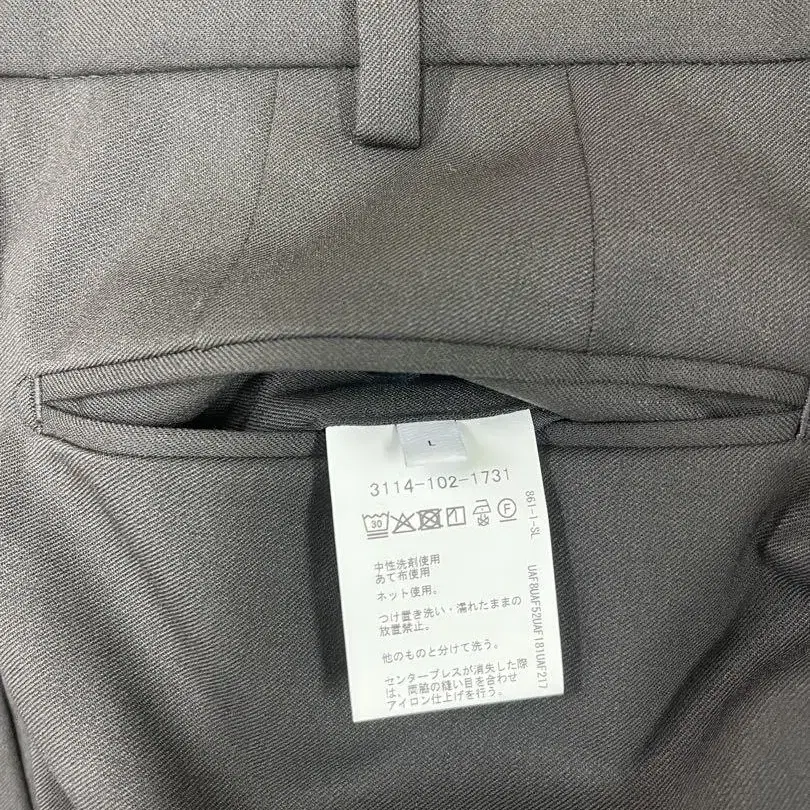 L
3114-102-1731
30 F
中性洗剤使用
あて布使用
ネット使用。
つけ置き洗い・濡れたままの
放置禁止。
他のものと分けて洗う。
センタープレスが消失した際
は、両脇の縫い目を合わせ
アイロン仕上げを行う。
861-1-SL
UAF8UAF52UAF181UAF217